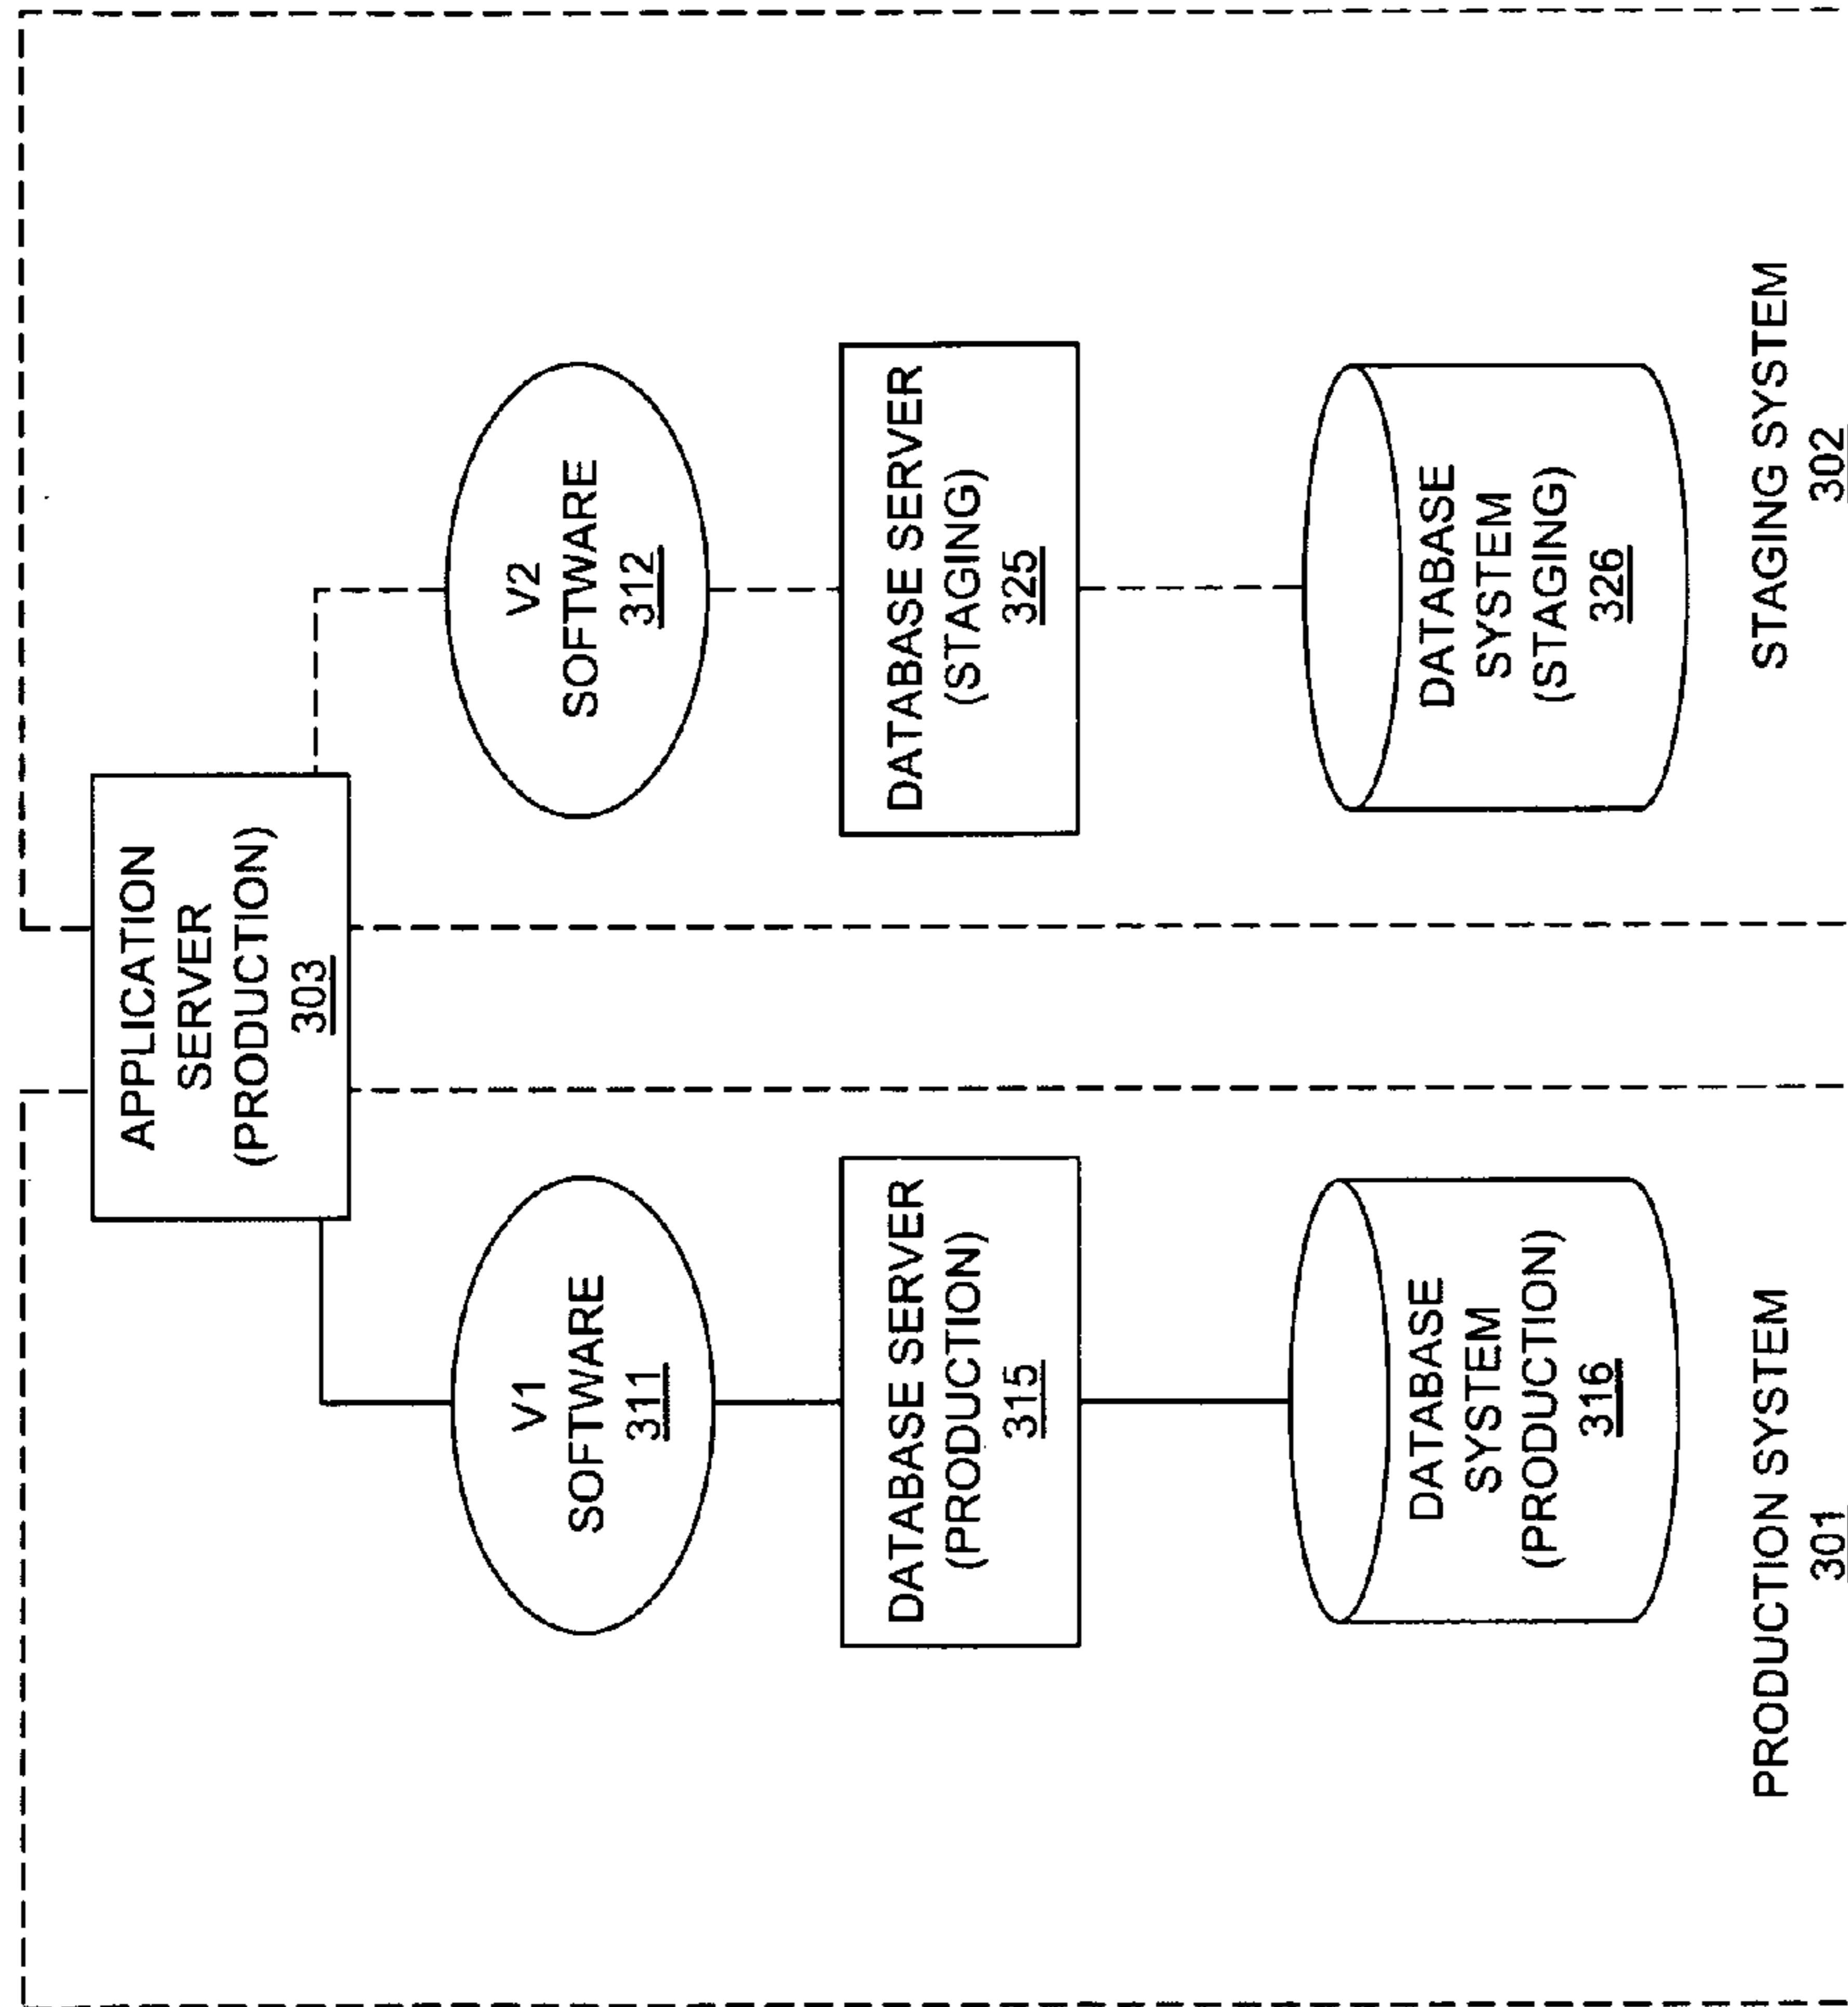 APPLICATION
SERVER
(PRODUCTION)
303
V1
SOFTWARE
311
DATABASE SERVER
(PRODUCTION)
315
DATABASE
SYSTEM
(PRODUCTION)
316
PRODUCTION SYSTEM
301
V2
SOFTWARE
312
DATABASE SERVER
(STAGING)
325
DATABASE
SYSTEM
(STAGING)
326
STAGING SYSTEM
302